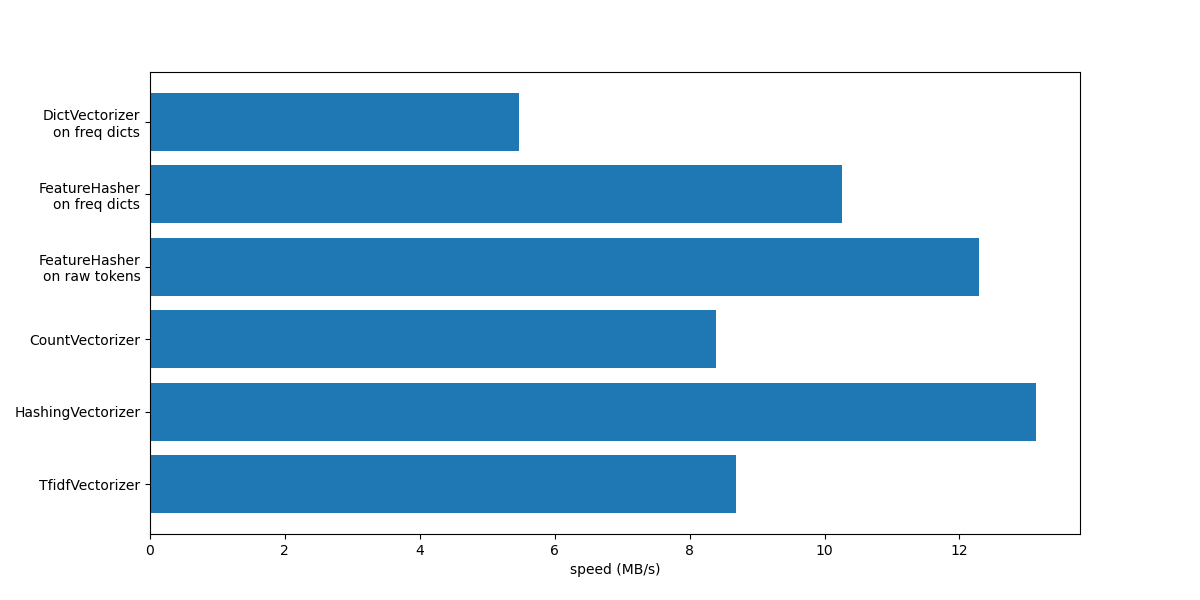 DictVectorizer
on freq dicts
FeatureHasher
on freq dicts
FeatureHasher
on raw tokens
CountVectorizer
HashingVectorizer
TfidfVectorizer
0 2 4 6 8 10 12
speed (MB/s)